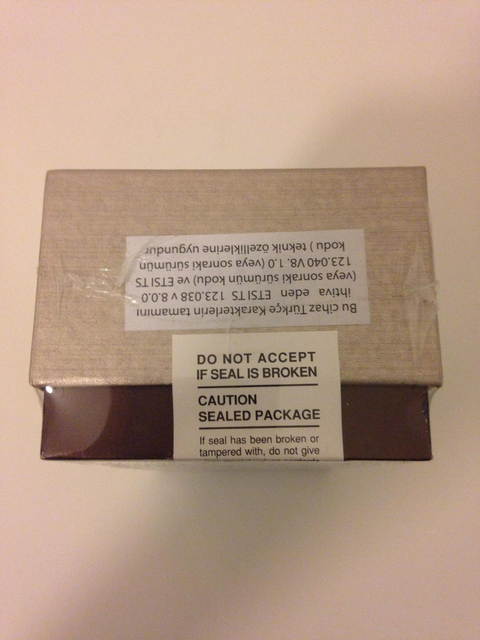 Bu cihaz Türkçe Karakterlerin tamamını
ihtiva eden ETSI TS 123.038 v 8.0.0
(veya sonraki sürümün kodu) ve ETSI TS
123.040 V8. 1.0 (veya sonraki sürümün
kodu ) teknik özelliklerine uygundur
DO NOT ACCEPT
IF SEAL IS BROKEN
CAUTION
SEALED PACKAGE
If seal has been broken or
tampered with, do not give